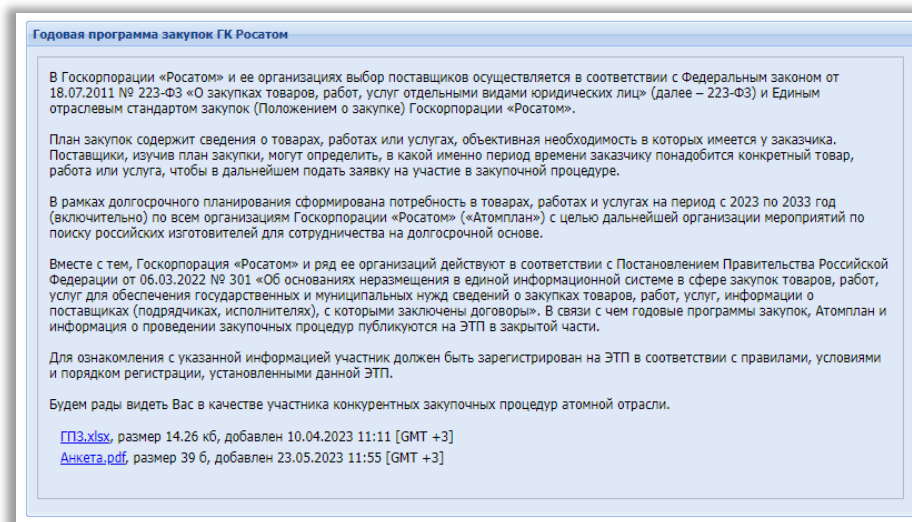 Годовая программа закупок ГК Росатом
В Госкорпорации «Росатом» и ее организациях выбор поставщиков осуществляется в соответствии с Федеральным законом от
18.07.2011 № 223-ФЗ «О закупках товаров, работ, услуг отдельными видами юридических лиц» (далее – 223-ФЗ) и Единым
отраслевым стандартом закупок (Положением о закупке) Госкорпорации «Росатом».
План закупок содержит сведения о товарах, работах или услугах, объективная необходимость в которых имеется у заказчика.
Поставщики, изучив план закупки, могут определить, в какой именно период времени заказчику понадобится конкретный товар,
работа или услуга, чтобы в дальнейшем подать заявку на участие в закупочной процедуре.
В рамках долгосрочного планирования сформирована потребность в товарах, работах и услугах на период с 2023 по 2033 год
(включительно) по всем организациям Госкорпорации «Росатом» («Атомплан») с целью дальнейшей организации мероприятий по
поиску российских изготовителей для сотрудничества на долгосрочной основе.
Вместе с тем, Госкорпорация «Росатом» и ряд ее организаций действуют в соответствии с Постановлением Правительства Российской
Федерации от 06.03.2022 № 301 «Об основаниях неразмещения в единой информационной системе в сфере закупок товаров, работ,
услуг для обеспечения государственных и муниципальных нужд сведений о закупках товаров, работ, услуг, информации о
поставщиках (подрядчиках, исполнителях), с которыми заключены договоры». В связи с чем годовые программы закупок, Атомплан и
информация о проведении закупочных процедур публикуются на ЭТП в закрытой части.
Для ознакомления с указанной информацией участник должен быть зарегистрирован на ЭТП в соответствии с правилами, условиями
и порядком регистрации, установленными данной ЭТП.
Будем рады видеть Вас в качестве участника конкурентных закупочных процедур атомной отрасли.
ГПЗ.xlsx, размер 14.26 кб, добавлен 10.04.2023 11:11 [GMT +3]
Анкета.pdf, размер 39 б, добавлен 23.05.2023 11:55 [GMT +3]